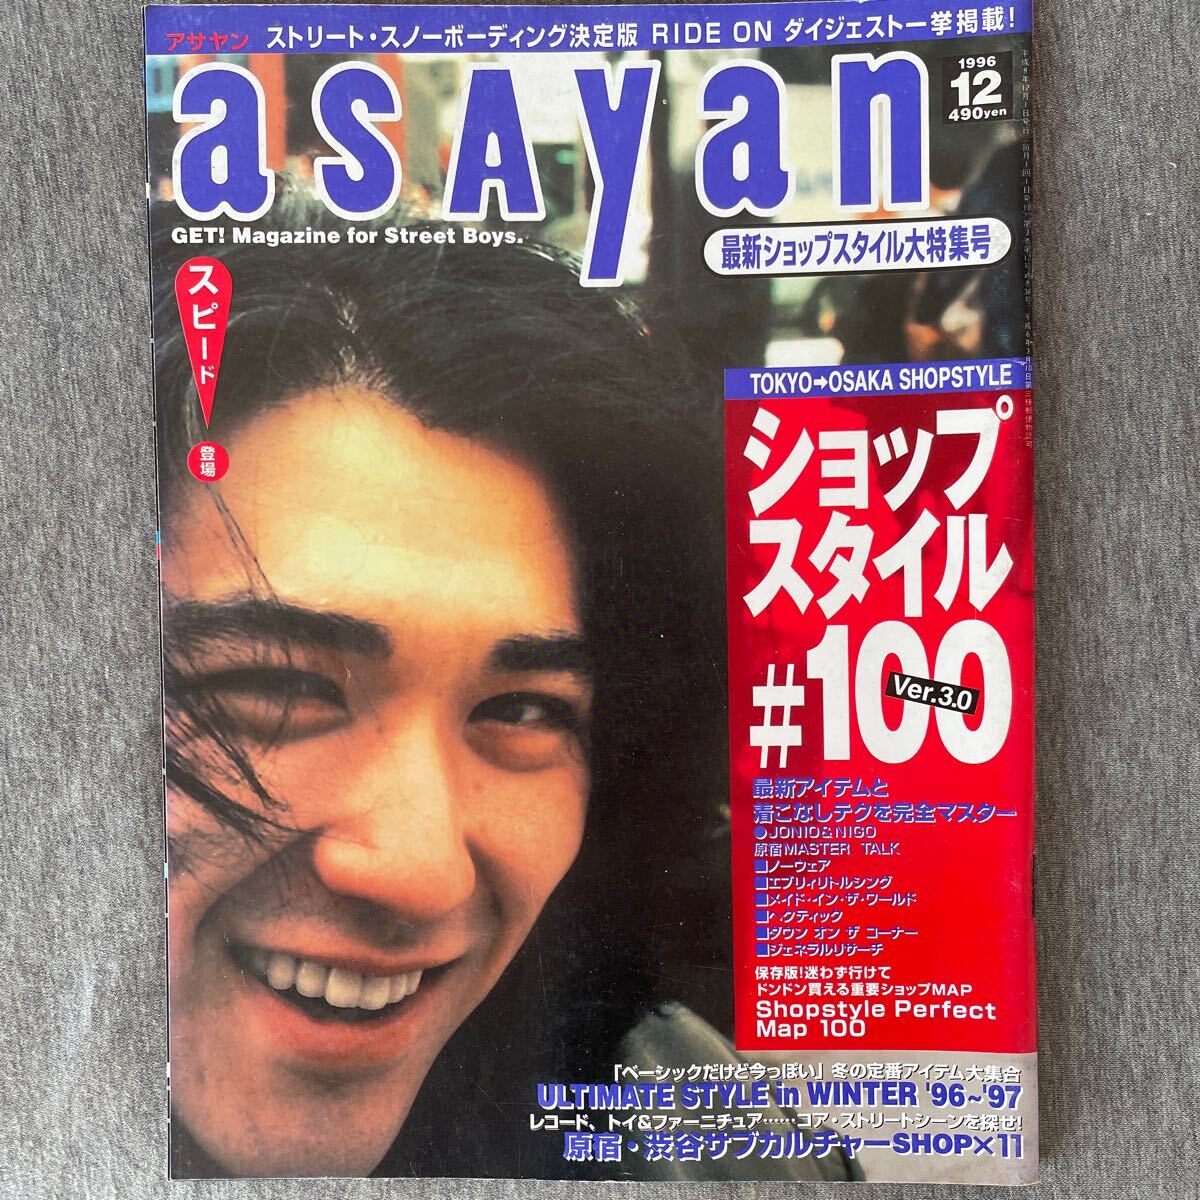 アサヤン ストリート・スノーボーディング決定版 RIDE ON ダイジェスト一挙掲載!
asAyan
1996
12
490yen
GET! Magazine for Street Boys.
最新ショップスタイル大特集号
スピード
登場
TOKYO➡OSAKA SHOPSTYLE
ショップ
スタイル
#100
Ver.3.0
最新アイテムと
着こなしテクを完全マスター
●JONIO&NIGO
原宿MASTER TALK
■ノーウェア
■エブリィリトルシング
■メイド・イン・ザ・ワールド
■ヘクティック
■ダウン オン ザ コーナー
■ジェネラルリサーチ
保存版!迷わず行けて
ドンドン買える重要ショップMAP
Shopstyle Perfect
Map 100
「ベーシックだけど今っぽい」冬の定番アイテム大集合
ULTIMATE STYLE in WINTER '96~'97
レコード、トイ&ファーニチュア……コア・ストリートシーンを探せ!
原宿・渋谷サブカルチャーSHOP×11